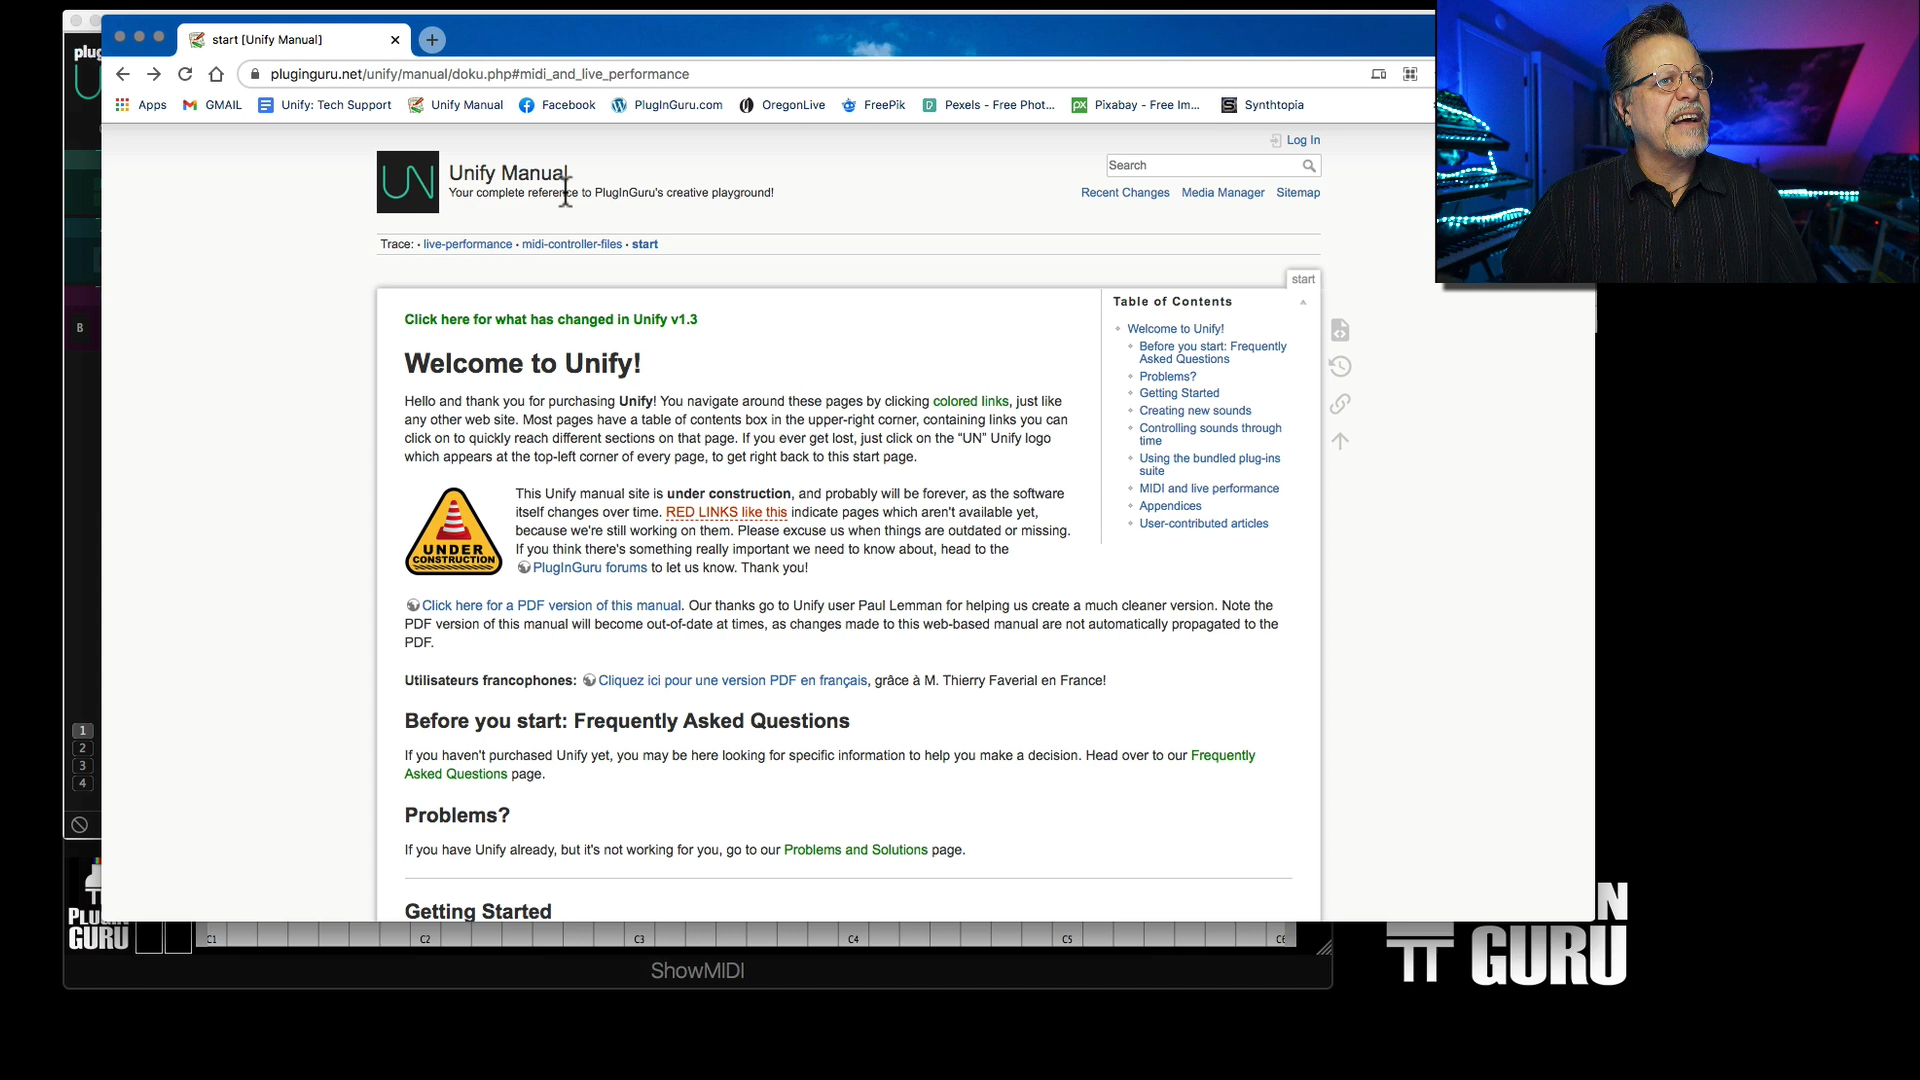 plug
start [Unify Manual]
pluginguru.net/unify/manual/doku.php#midi_and_live_performance
Apps
GMAIL
Unify: Tech Support
Unify Manual
Facebook
PlugInGuru.com
OregonLive
FreePik
Pexels - Free Phot...
Pixabay - Free Im...
Synthtopia
Log In
UN
Unify Manual
Your complete reference to PlugInGuru's creative playground!
Search
Recent Changes
Media Manager
Sitemap
Trace: • live-performance • midi-controller-files • start
start
Click here for what has changed in Unify v1.3
Welcome to Unify!
Hello and thank you for purchasing Unify! You navigate around these pages by clicking colored links, just like
any other web site. Most pages have a table of contents box in the upper-right corner, containing links you can
click on to quickly reach different sections on that page. If you ever get lost, just click on the “UN” Unify logo
which appears at the top-left corner of every page, to get right back to this start page.
Table of Contents
Welcome to Unify!
Before you start: Frequently
Asked Questions
Problems?
Getting Started
Creating new sounds
Controlling sounds through
time
Using the bundled plug-ins
suite
MIDI and live performance
Appendices
User-contributed articles
UNDER
CONSTRUCTION
This Unify manual site is under construction, and probably will be forever, as the software
itself changes over time. RED LINKS like this indicate pages which aren't available yet,
because we're still working on them. Please excuse us when things are outdated or missing.
If you think there's something really important we need to know about, head to the
PlugInGuru forums to let us know. Thank you!
Click here for a PDF version of this manual. Our thanks go to Unify user Paul Lemman for helping us create a much cleaner version. Note the
PDF version of this manual will become out-of-date at times, as changes made to this web-based manual are not automatically propagated to the
PDF.
Utilisateurs francophones: Cliquez ici pour une version PDF en français, grâce à M. Thierry Faverial en France!
Before you start: Frequently Asked Questions
If you haven't purchased Unify yet, you may be here looking for specific information to help you make a decision. Head over to our Frequently
Asked Questions page.
Problems?
If you have Unify already, but it's not working for you, go to our Problems and Solutions page.
Getting Started
B
1
2
3
4
PLUGIN
GURU
C1
C2
C3
C4
C5
C6
ShowMIDI
IN
GURU